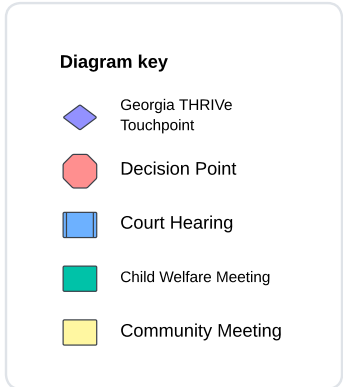 Diagram key
Georgia THRIVe
Touchpoint
Decision Point
Court Hearing
Child Welfare Meeting
Community Meeting